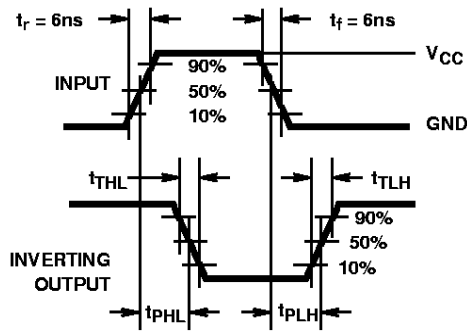 tr = 6ns
tf = 6ns
VCC
INPUT
90%
50%
10%
GND
tTHL
tTLH
90%
50%
10%
INVERTING
OUTPUT
tPHL
tPLH